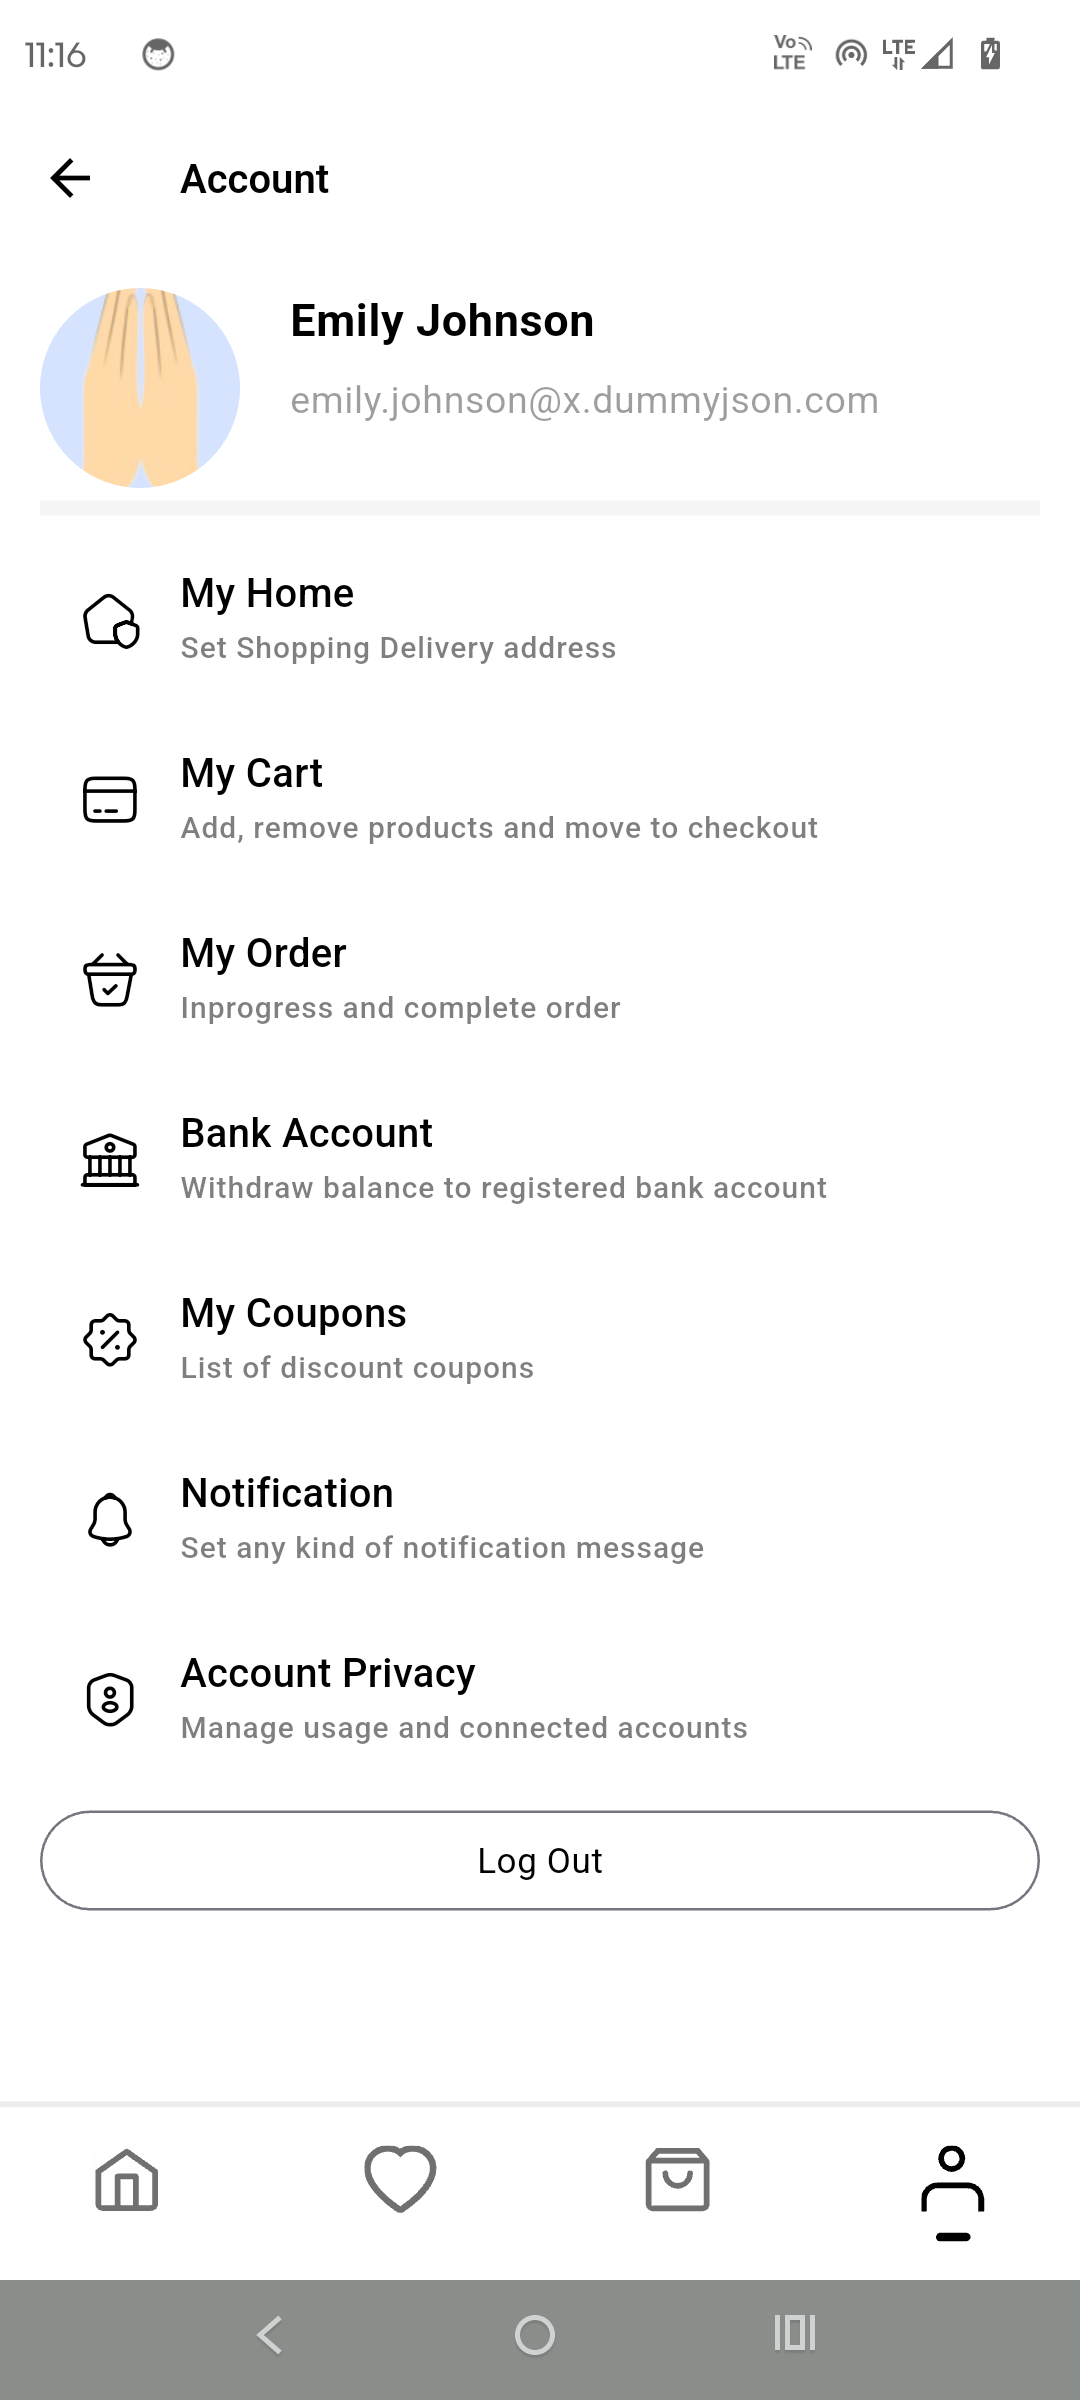 11:16
Vo LTE
LTE
Account
Emily Johnson
emily.johnson@x.dummyjson.com
My Home
Set Shopping Delivery address
My Cart
Add, remove products and move to checkout
My Order
Inprogress and complete order
Bank Account
Withdraw balance to registered bank account
My Coupons
List of discount coupons
Notification
Set any kind of notification message
Account Privacy
Manage usage and connected accounts
Log Out